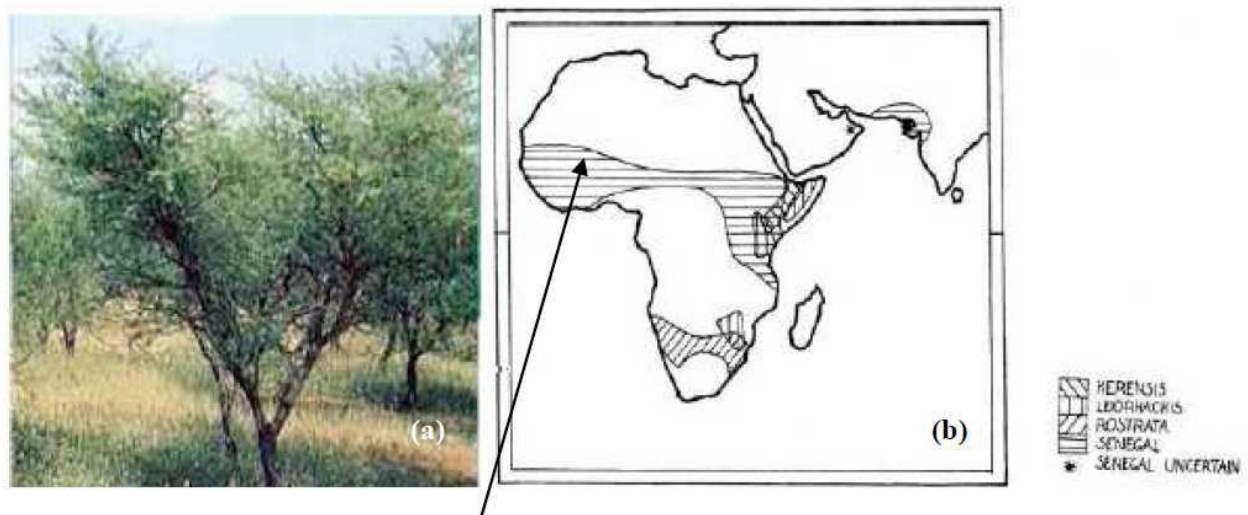 (a)
(b)
KERENSIS
LEIORHACHIS
ROSTRATA
SENEGAL
SENEGAL UNCERTAIN